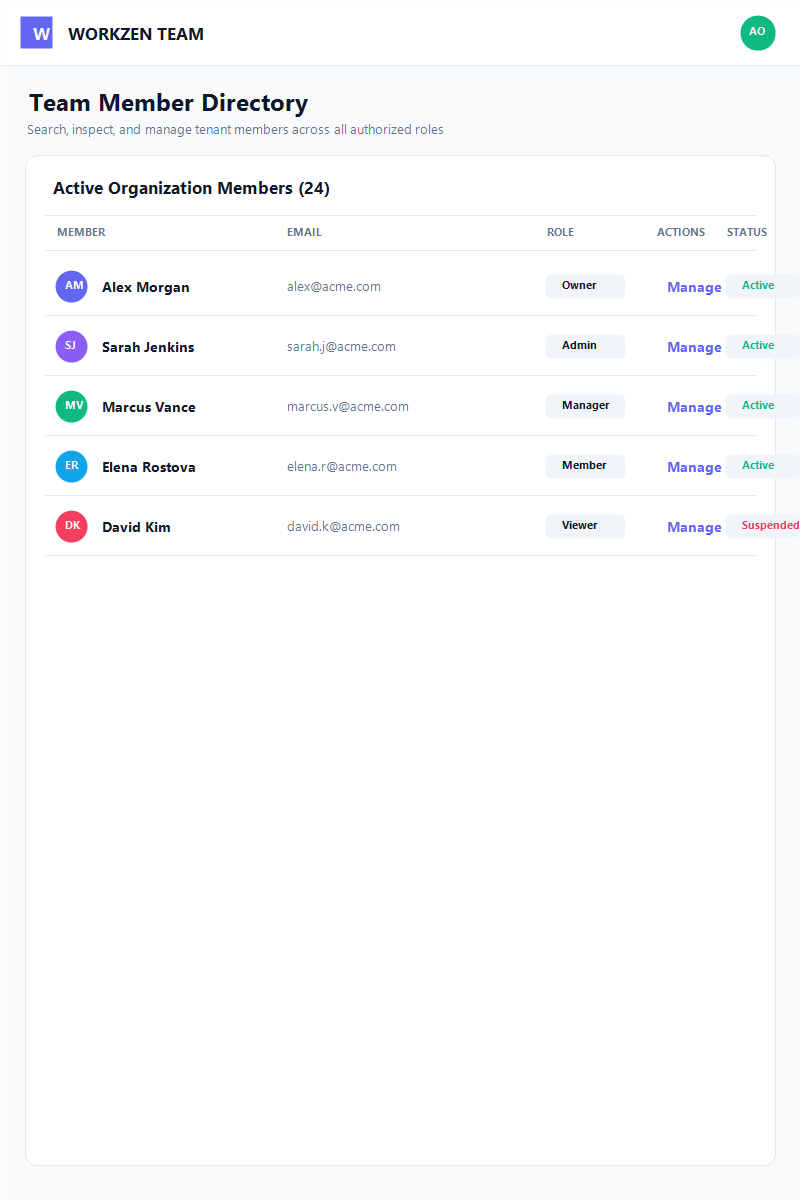 W WORKZEN TEAM AO
Team Member Directory
Search, inspect, and manage tenant members across all authorized roles
Active Organization Members (24)
MEMBER EMAIL ROLE ACTIONS STATUS
AM Alex Morgan alex@acme.com Owner Manage Active
SJ Sarah Jenkins sarah.j@acme.com Admin Manage Active
MV Marcus Vance marcus.v@acme.com Manager Manage Active
ER Elena Rostova elena.r@acme.com Member Manage Active
DK David Kim david.k@acme.com Viewer Manage Suspended